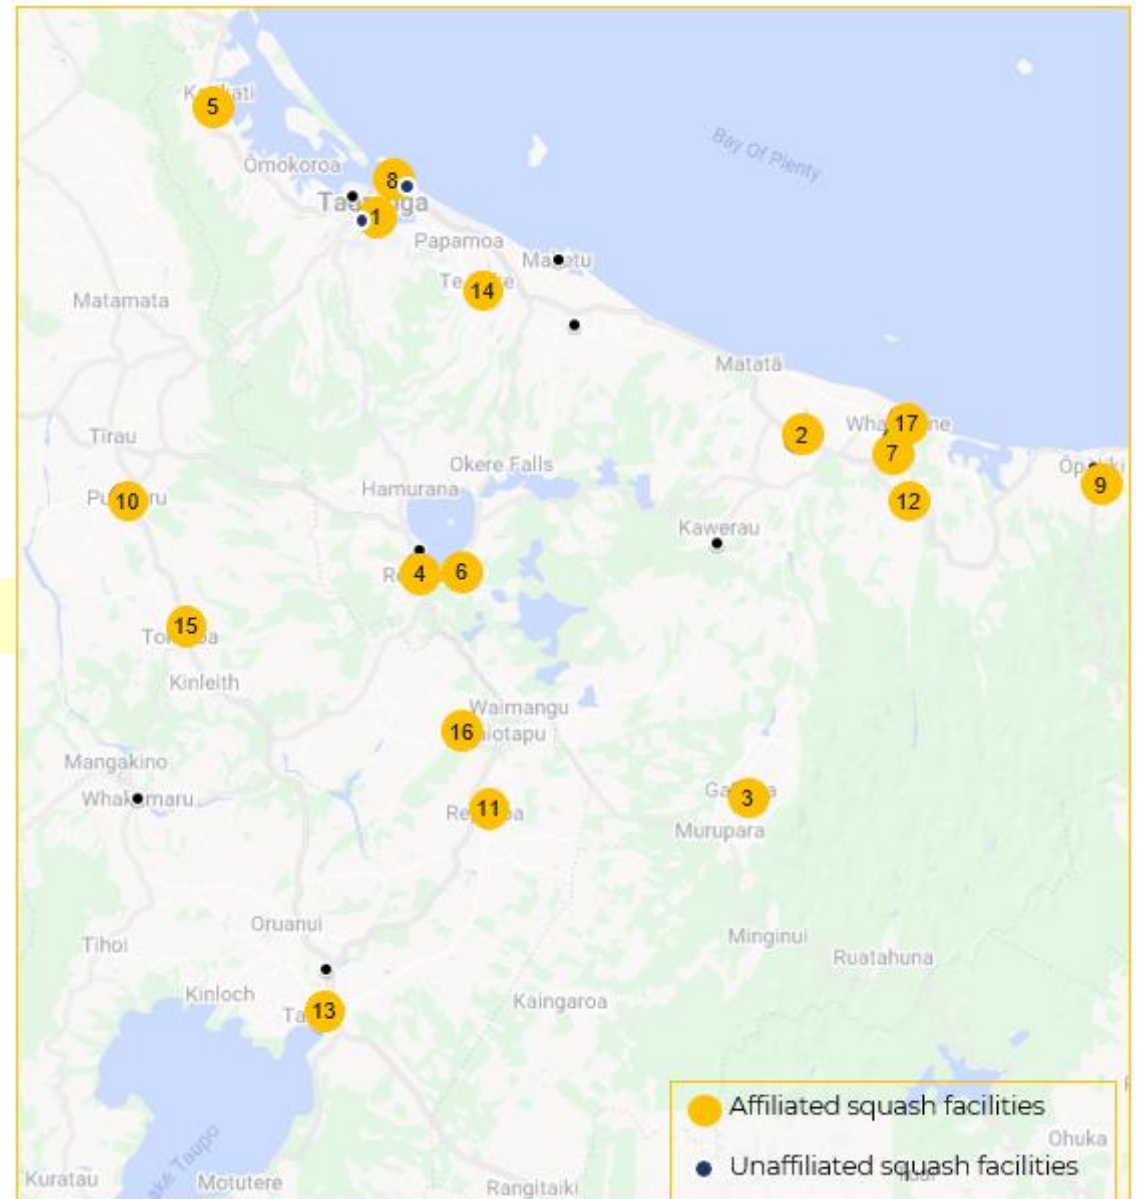 5
Ōmokoroa
8
1
Bay Of Plenty
Papamoa
14
Matamata
Matatā
17
2
Tirau
7
Okere Falls
9
Hamurana
10
12
Kawerau
4
6
15
Kinleith
Waimangu
16
Mangakino
3
11
Murupara
Oruanui
Minginui
Tihoi
Ruatahuna
Kinloch
Kaingaroa
13
Affiliated squash facilities
Ohuka
Unaffiliated squash facilities
Taupo
Kuratau
Motutere
Rangitaiki